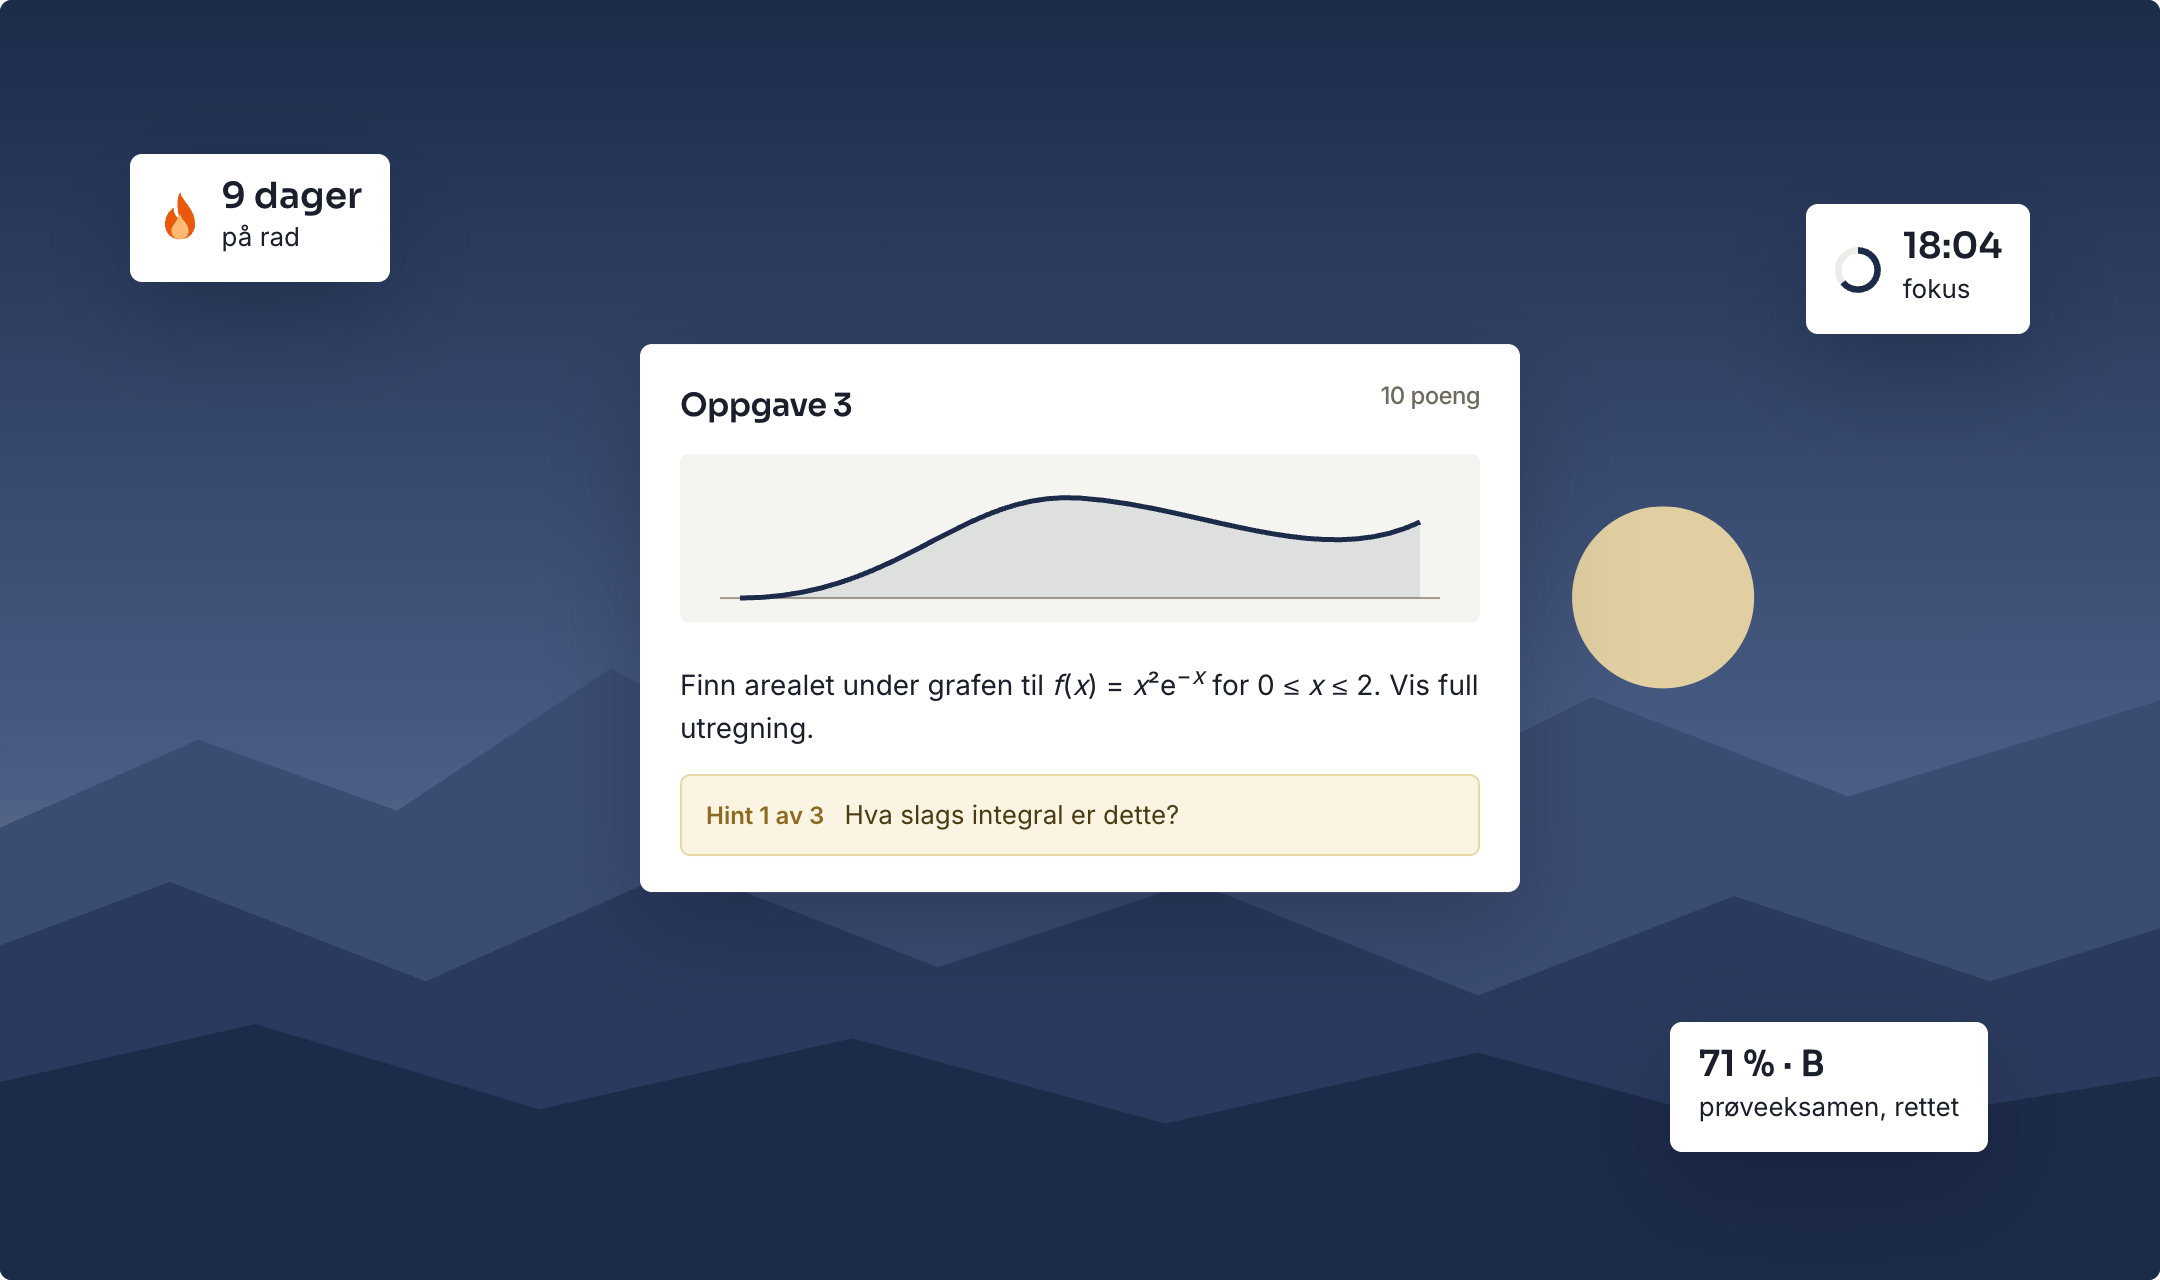 9 dager
på rad
18:04
fokus
Oppgave 3
10 poeng
Finn arealet under grafen til f(x) = x²e⁻ˣ for 0 ≤ x ≤ 2. Vis full
utregning.
Hint 1 av 3 Hva slags integral er dette?
71 % · B
prøveeksamen, rettet